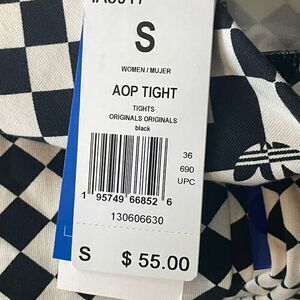 S
WOMEN / MUJER
AOP TIGHT
TIGHTS
ORIGINALS ORIGINALS
black
36
690
UPC
1 95749 66852 6
130606630
S $ 55.00